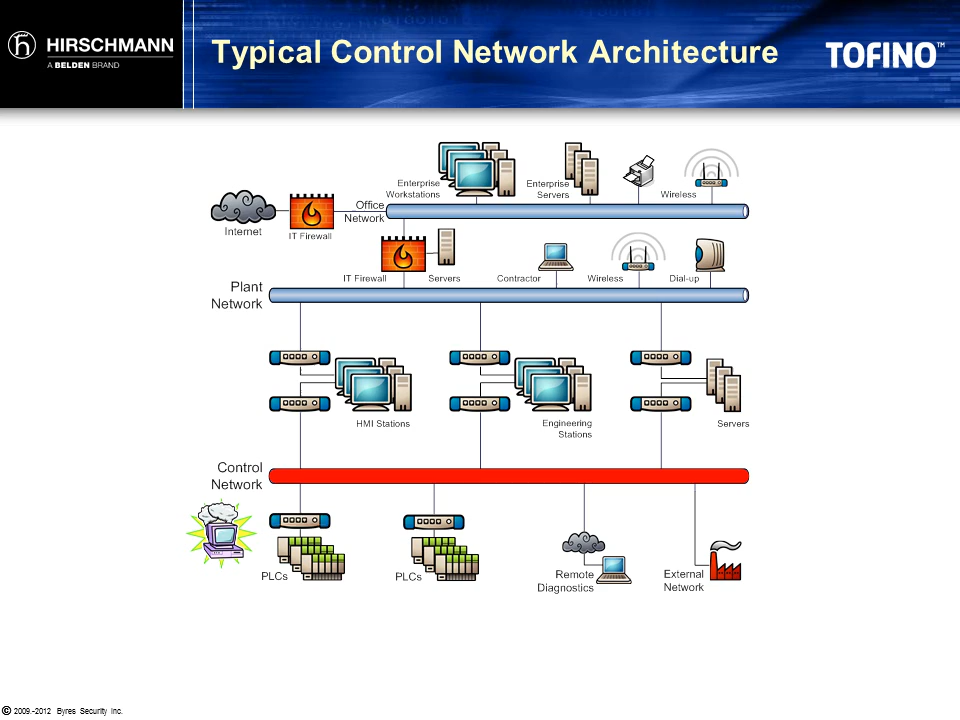 HIRSCHMANN
A BELDEN BRAND
Typical Control Network Architecture
TOFINO™
Enterprise
Workstations
Enterprise
Servers
Wireless
Internet
IT Firewall
Office
Network
IT Firewall
Servers
Contractor
Wireless
Dial-up
Plant
Network
HMI Stations
Engineering
Stations
Servers
Control
Network
PLCs
PLCs
Remote
Diagnostics
External
Network
© 2009.-2012 Byres Security Inc.